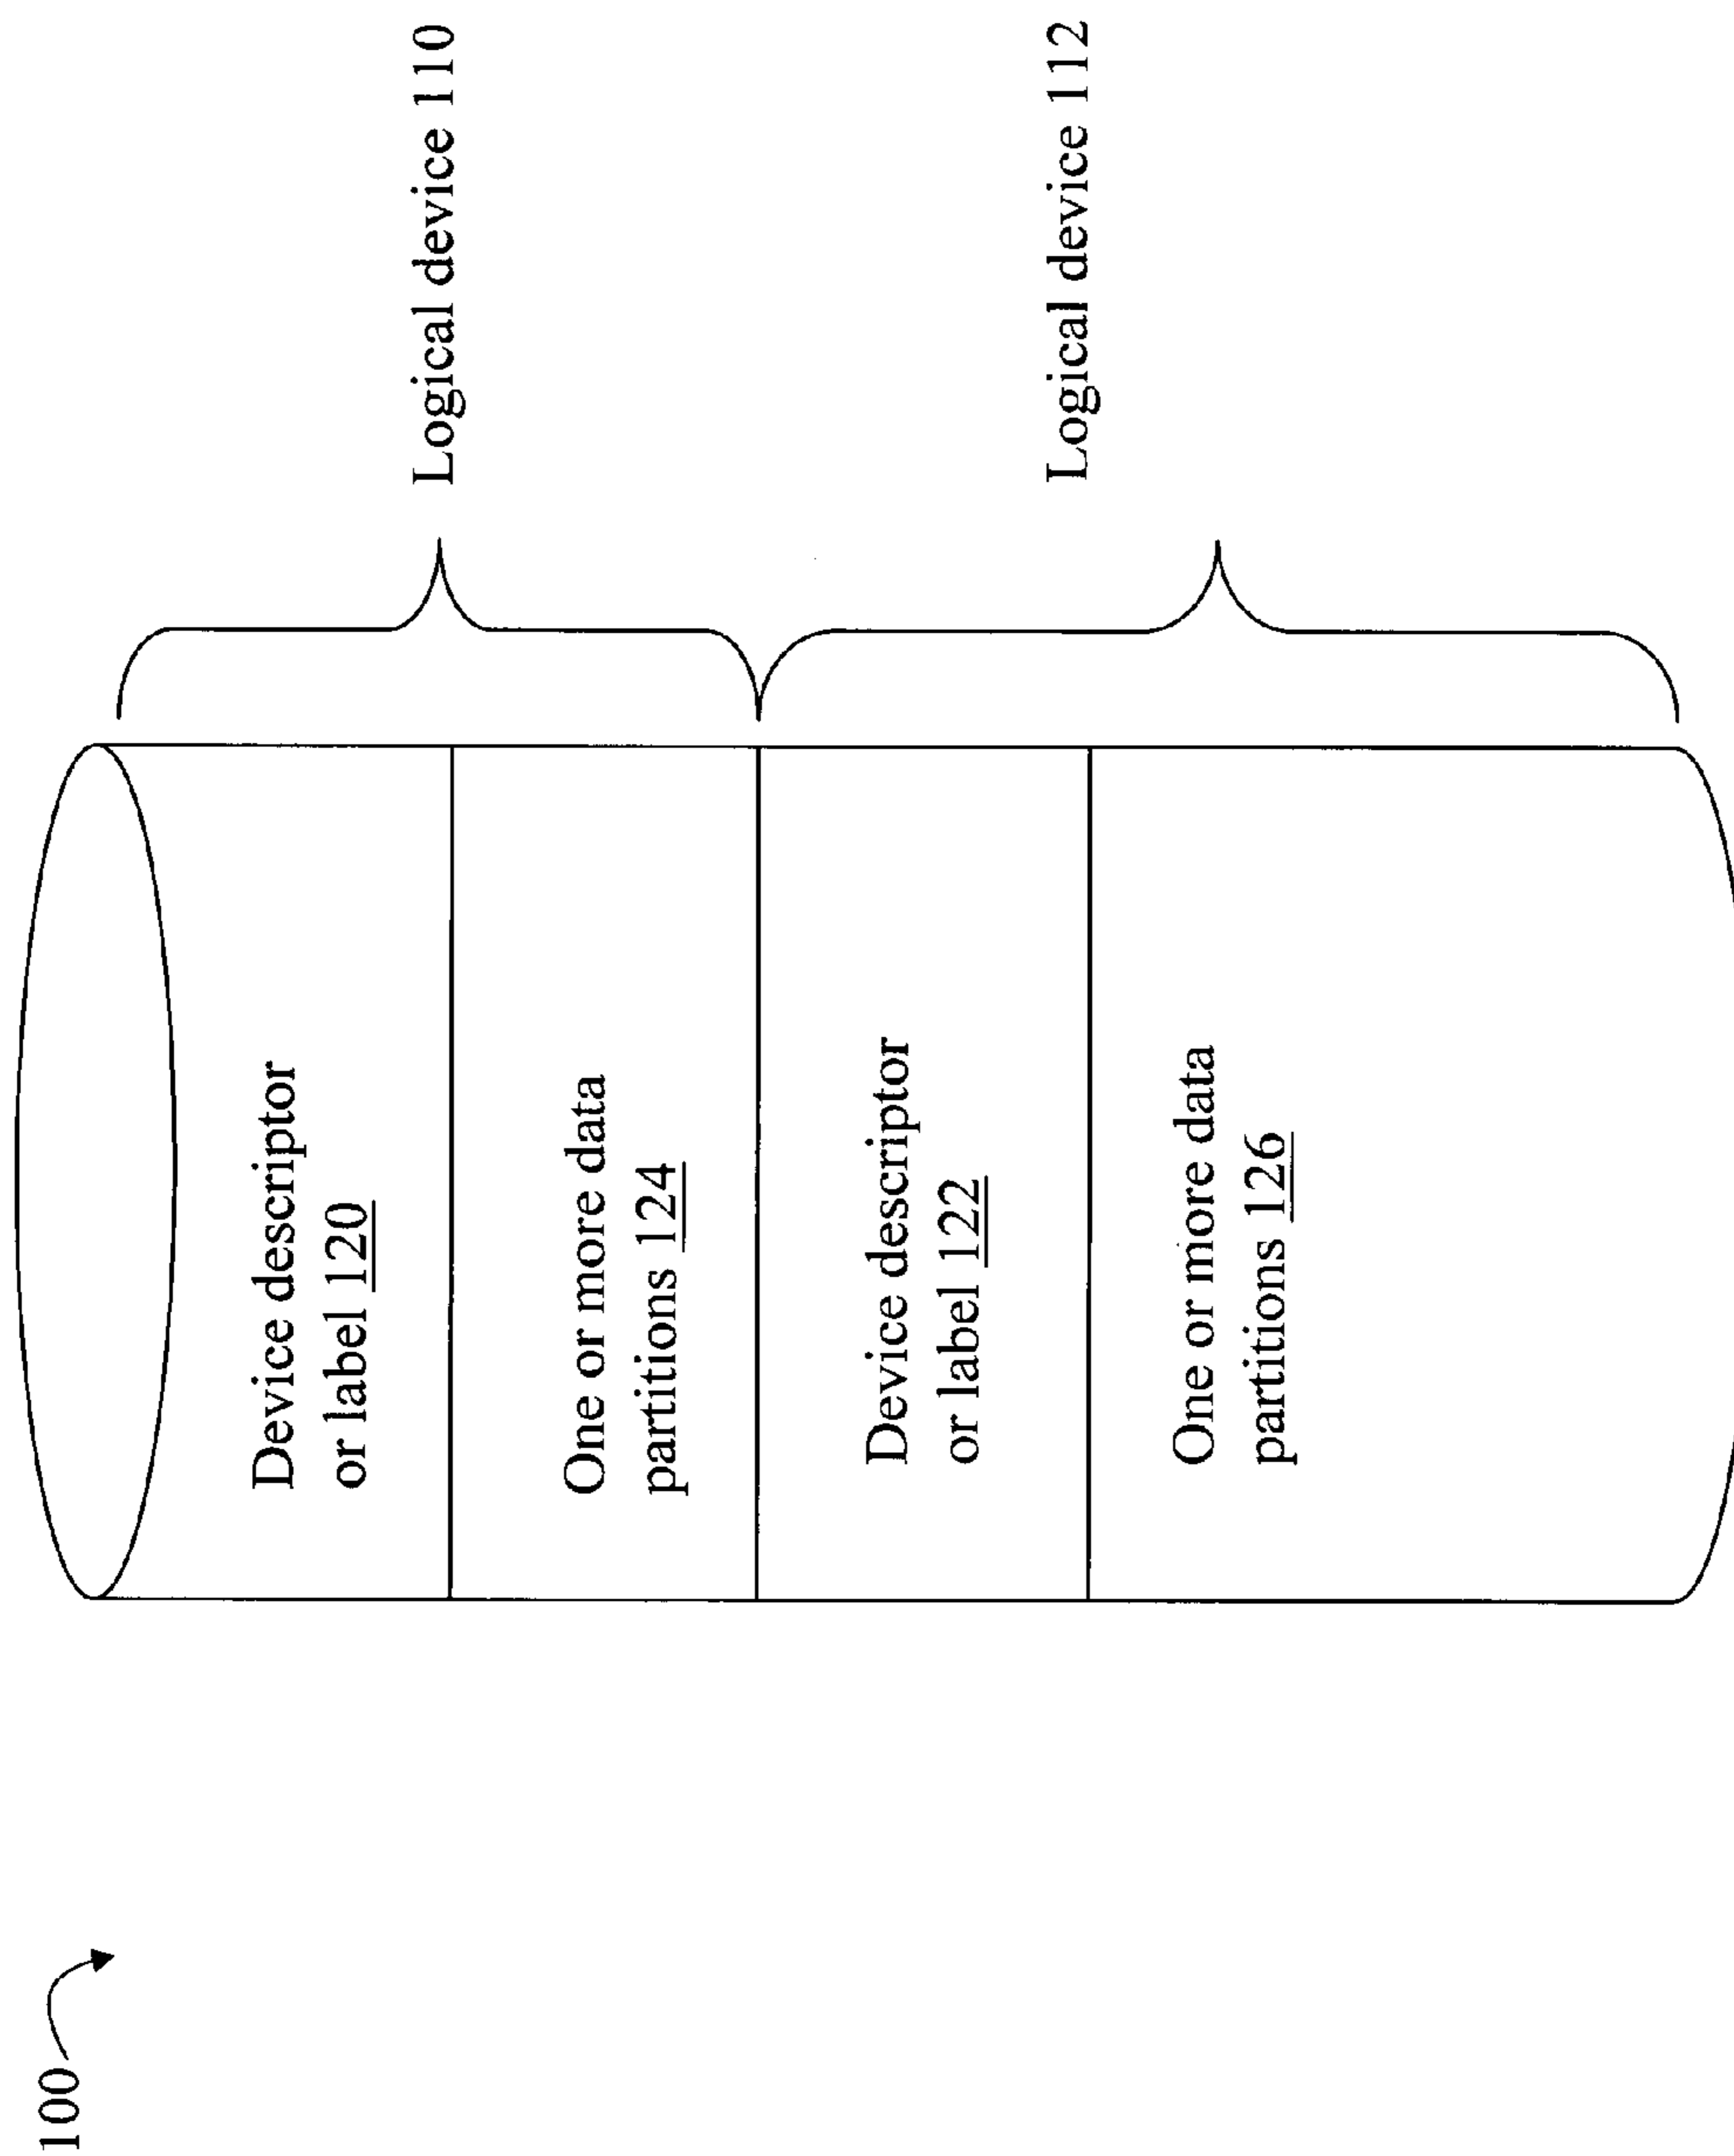 100
Device descriptor
or label 120
One or more data
partitions 124
Device descriptor
or label 122
One or more data
partitions 126
Logical device 110
Logical device 112